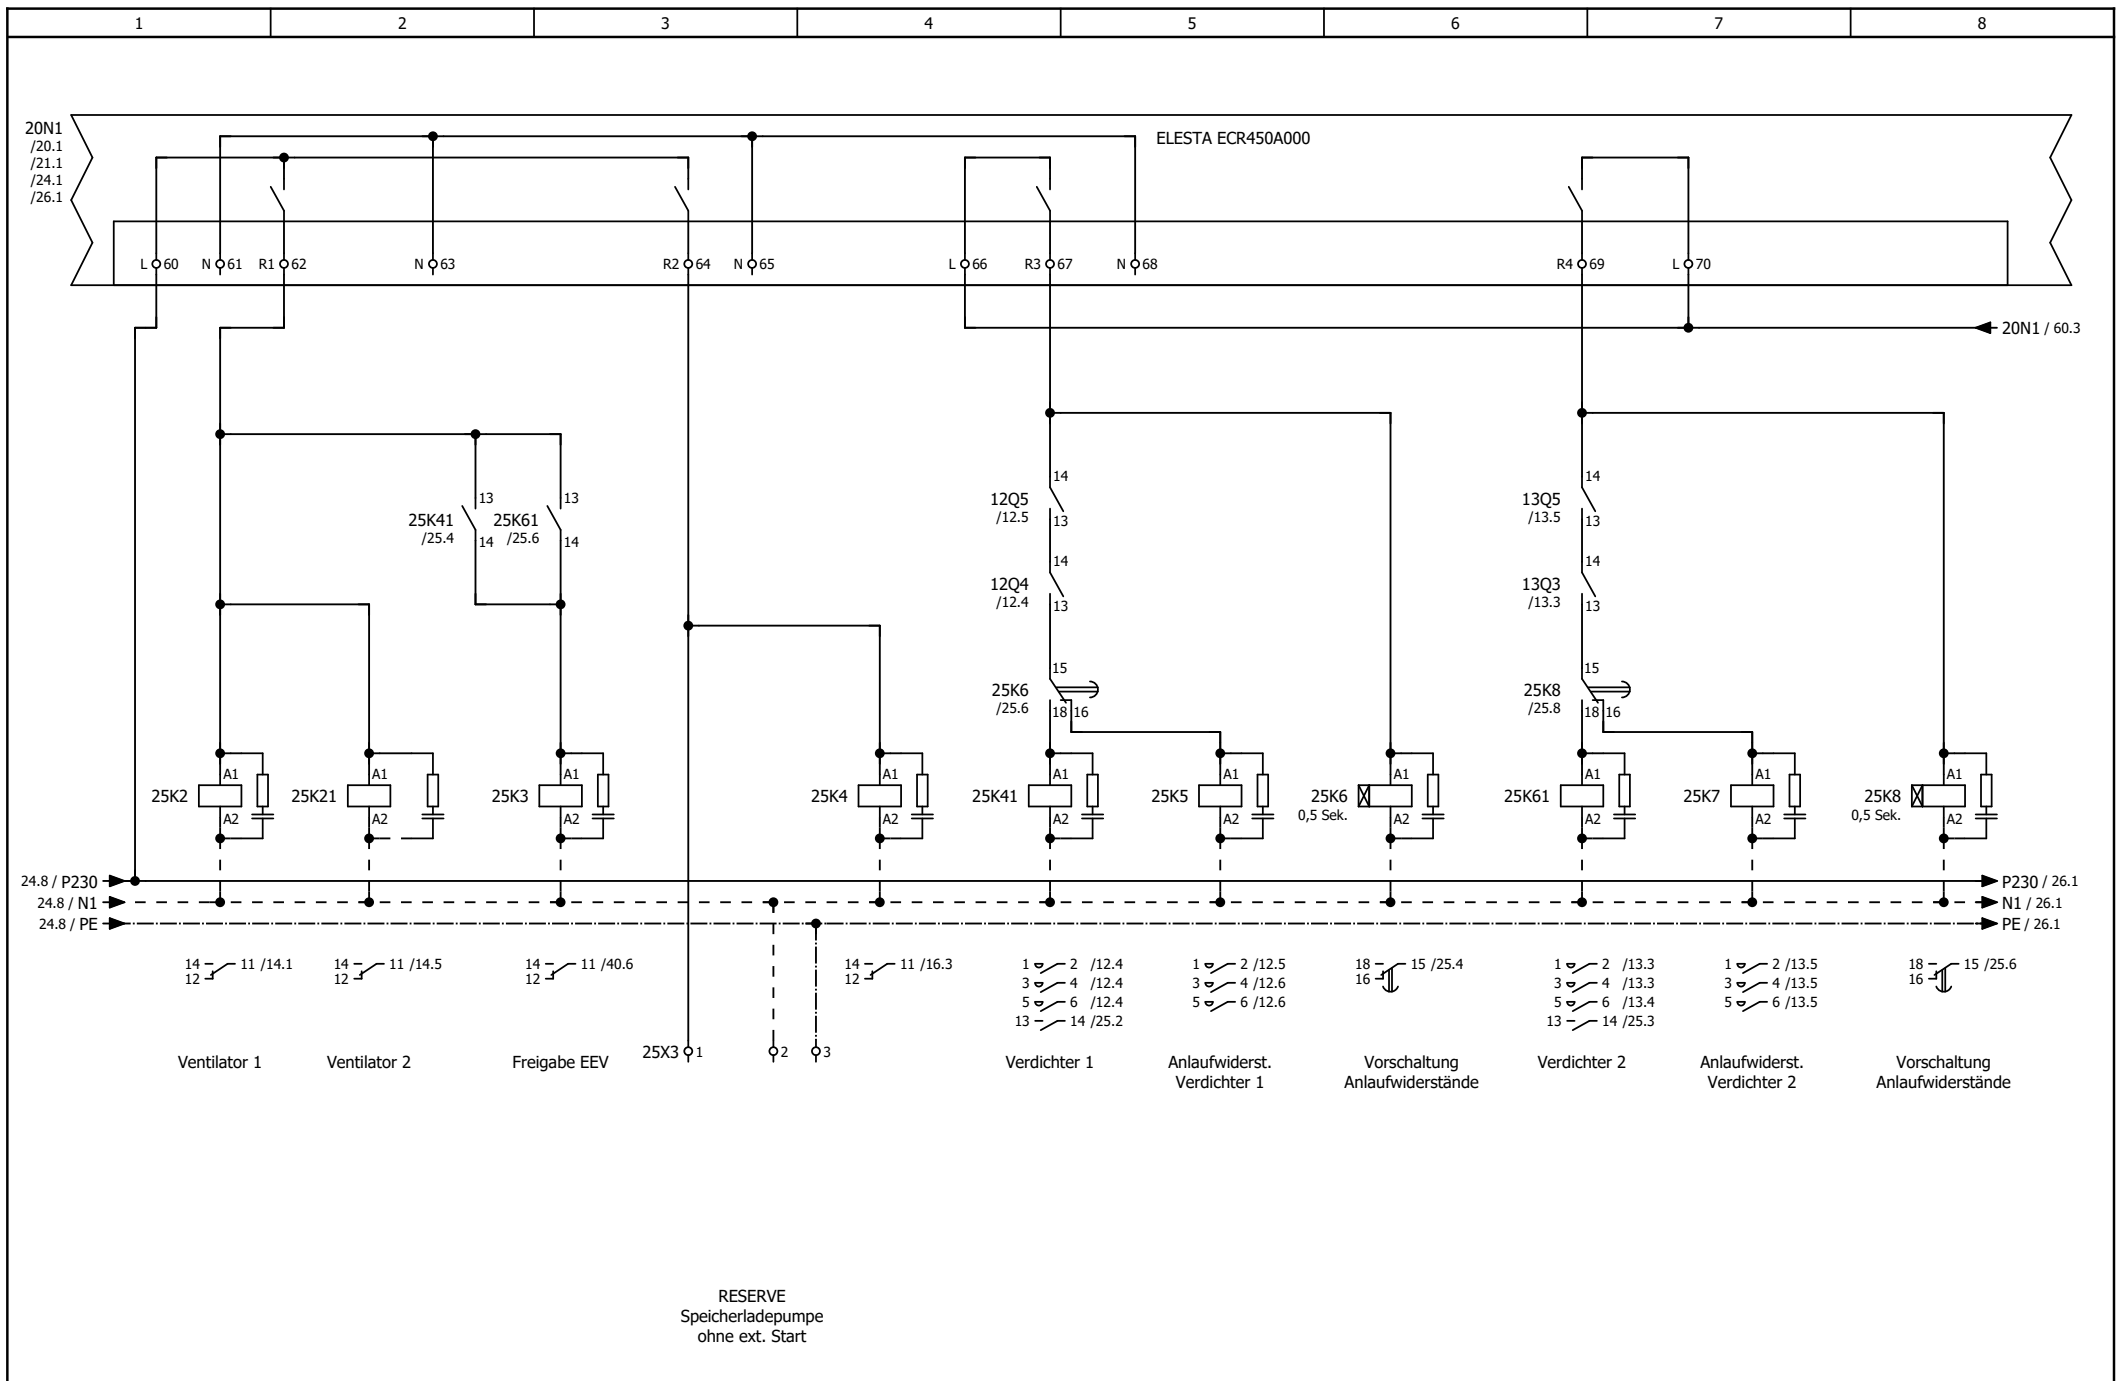 1 2 3 4 5 6 7 8
20N1
/20.1
/21.1
/24.1
/26.1
ELESTA ECR450A000
L 60 N 61 R1 62 N 63 R2 64 N 65 L 66 R3 67 N 68 R4 69 L 70
20N1 / 60.3
13 13 14 14
25K41 25K61 12Q5 13Q5
/25.4 14 /25.6 14 /12.5 13 /13.5 13
14 14
12Q4 13Q3
/12.4 13 /13.3 13
15 15
25K6 25K8
/25.6 18 16 /25.8 18 16
A1 A1 A1 A1 A1 A1 A1 A1 A1 A1
25K2 25K21 25K3 25K4 25K41 25K5 25K6 25K61 25K7 25K8
0,5 Sek. 0,5 Sek.
A2 A2 A2 A2 A2 A2 A2 A2 A2 A2
24.8 / P230 P230 / 26.1
24.8 / N1 N1 / 26.1
24.8 / PE PE / 26.1
14 11 /14.1 14 11 /14.5 14 11 /40.6 14 11 /16.3 1 2 /12.4 1 2 /12.5 18 15 /25.4 1 2 /13.3 1 2 /13.5 18 15 /25.6
12 12 12 12 3 4 /12.4 3 4 /12.6 16 3 4 /13.3 3 4 /13.5 16
5 6 /12.4 5 6 /12.6 5 6 /13.4 5 6 /13.5
13 14 /25.2 13 14 /25.3
25X3 1 2 3
Ventilator 1 Ventilator 2 Freigabe EEV Verdichter 1 Anlaufwiderst. Vorschaltung Verdichter 2 Anlaufwiderst. Vorschaltung
Verdichter 1 Anlaufwiderstände Verdichter 2 Anlaufwiderstände
RESERVE
Speicherladepumpe
ohne ext. Start